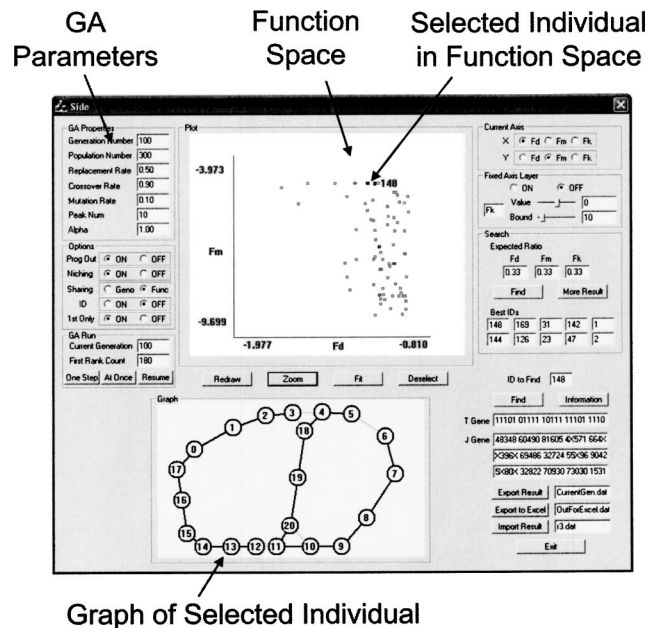 GA Parameters
Function Space
Selected Individual in Function Space
Side
GA Properties
Generation Number 100
Population Number 300
Replacement Rate 0.50
Crossover Rate 0.90
Mutation Rate 0.10
Peak Num 10
Alpha 1.00
Options
Prog Out ON OFF
Niching ON OFF
Sharing Geno Func
ID ON OFF
1st Only ON OFF
GA Run
Current Generation 100
First Rank Count 180
One Step At Once Resume
Plot
-3.973
148
Fm
-9.699
-1.977 Fd -0.810
Redraw Zoom Fit Deselect
Graph
0 1 2 3 4 5 6 7 8 9 10 11 12 13 14 15 16 17 18 19 20
Current Axis
X Fd Fm Fk
Y Fd Fm Fk
Fixed Axis Layer
ON OFF
Fk Value 0
Bound 10
Search
Expected Ratio
Fd Fm Fk
0.33 0.33 0.33
Find More Result
Best IDs
148 169 31 142 1
144 126 23 47 2
ID to Find 148
Find Information
T Gene 11101 01101 10111 11101 1110
J Gene 48348 60490 81605 4X571 664X
X396X 69486 32724 55X96 9042
5X80X 32822 70930 73030 1531
Export Result CurrentGen.dat
Export to Excel OutForExcel.dat
Import Result r3.dat
Exit
Graph of Selected Individual